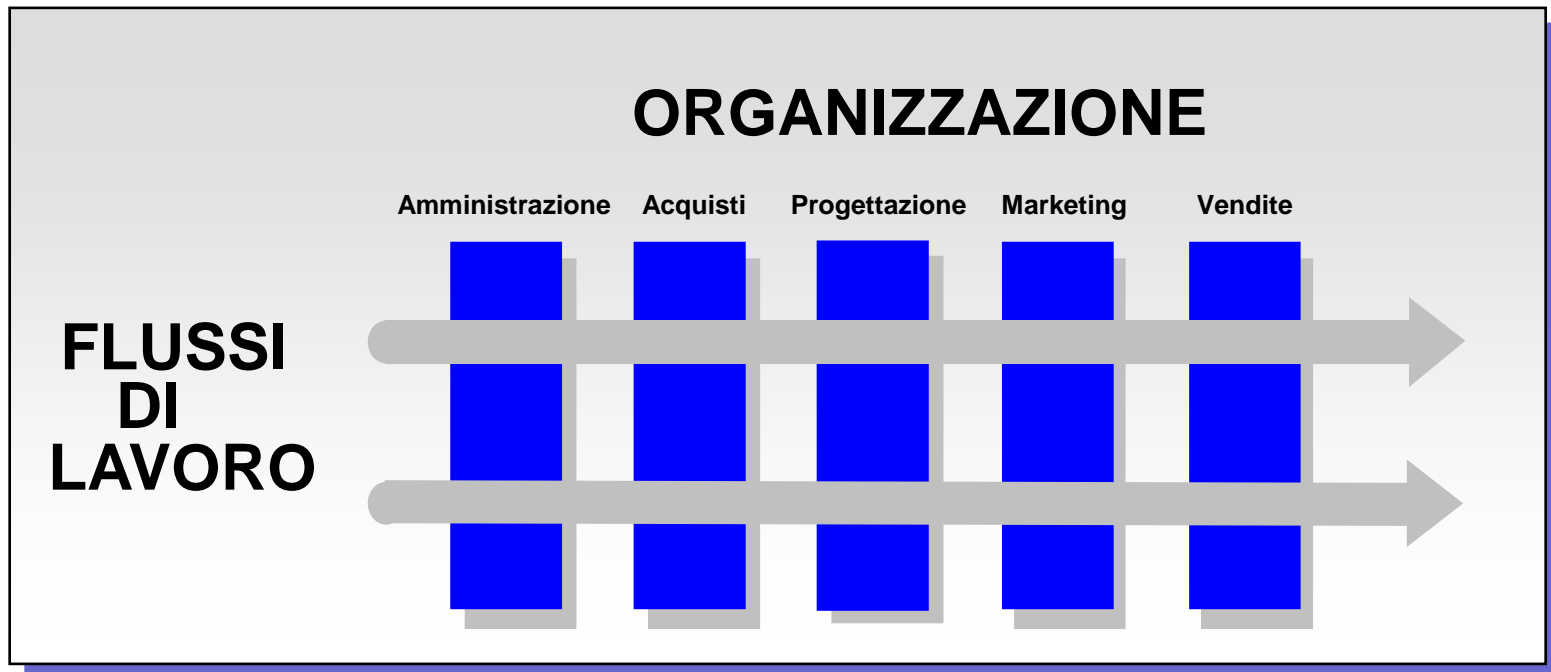 ORGANIZZAZIONE
Amministrazione Acquisti Progettazione Marketing Vendite
FLUSSI
DI
LAVORO